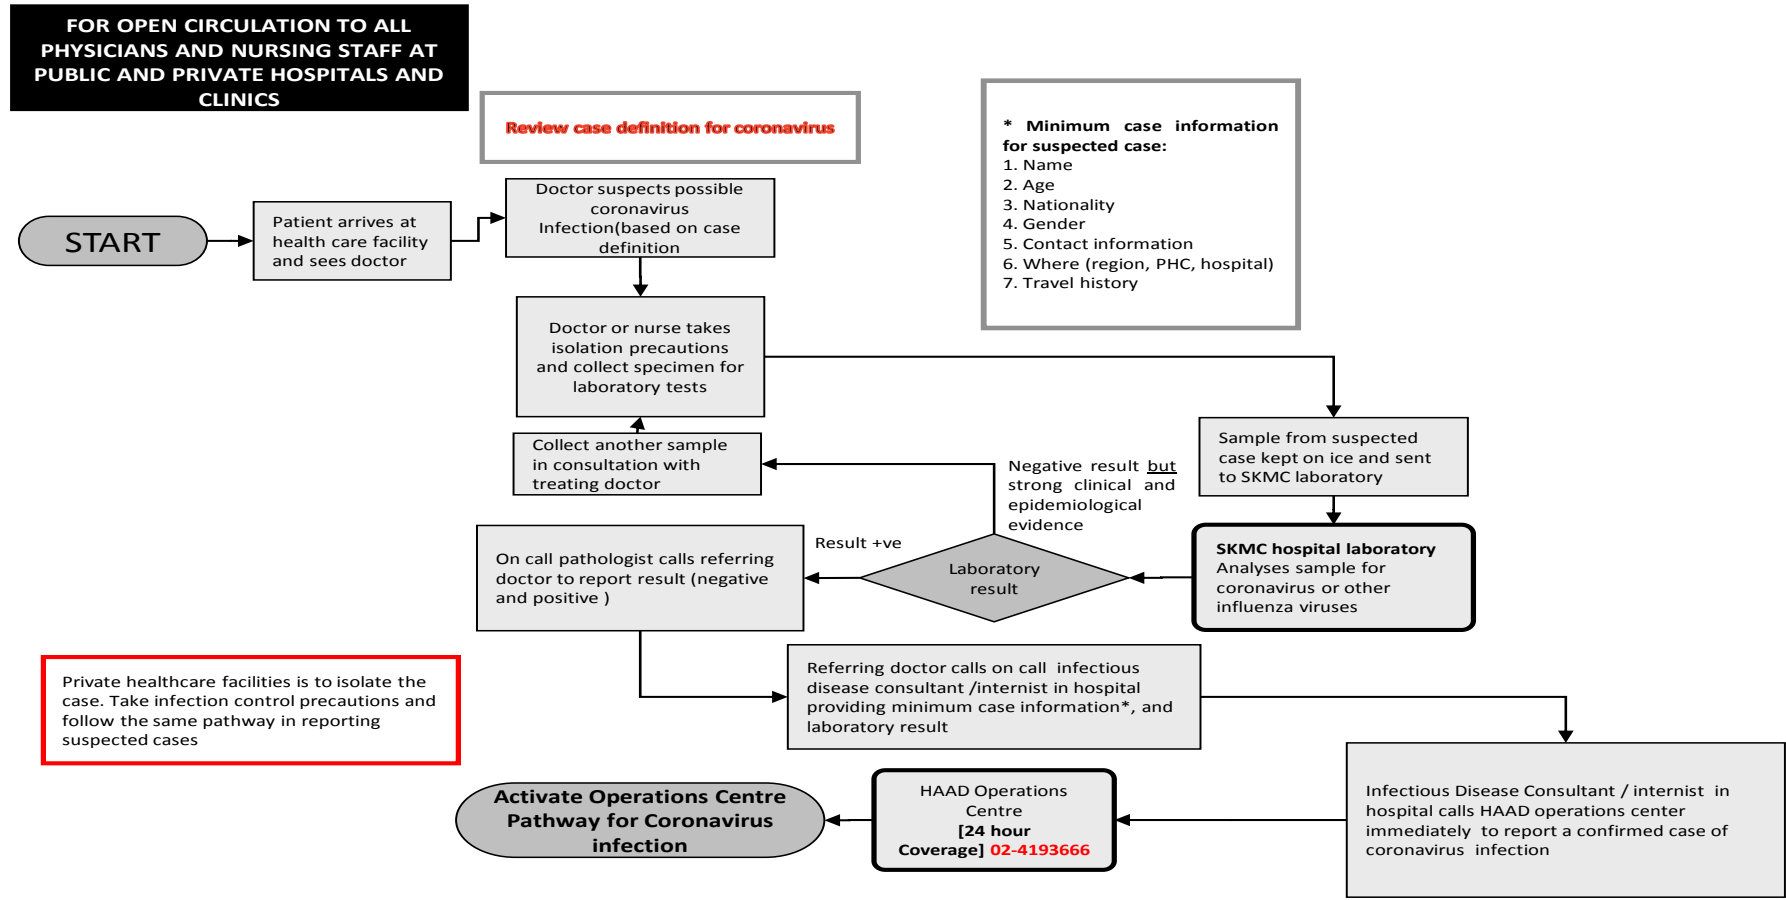 FOR OPEN CIRCULATION TO ALL
PHYSICIANS AND NURSING STAFF AT
PUBLIC AND PRIVATE HOSPITALS AND
CLINICS
Review case definition for coronavirus
* Minimum case information
for suspected case:
1. Name
2. Age
3. Nationality
4. Gender
5. Contact information
6. Where (region, PHC, hospital)
7. Travel history
START
Patient arrives at
health care facility
and sees doctor
Doctor suspects possible
coronavirus
Infection(based on case
definition
Doctor or nurse takes
isolation precautions
and collect specimen for
laboratory tests
Sample from suspected
case kept on ice and sent
to SKMC laboratory
Collect another sample
in consultation with
treating doctor
Negative result but
strong clinical and
epidemiological
evidence
SKMC hospital laboratory
Analyses sample for
coronavirus or other
influenza viruses
Laboratory
result
Result +ve
On call pathologist calls referring
doctor to report result (negative
and positive )
Private healthcare facilities is to isolate the
case. Take infection control precautions and
follow the same pathway in reporting
suspected cases
Referring doctor calls on call infectious
disease consultant /internist in hospital
providing minimum case information*, and
laboratory result
Infectious Disease Consultant / internist in
hospital calls HAAD operations center
immediately to report a confirmed case of
coronavirus infection
HAAD Operations
Centre
[24 hour
Coverage] 02-4193666
Activate Operations Centre
Pathway for Coronavirus
infection